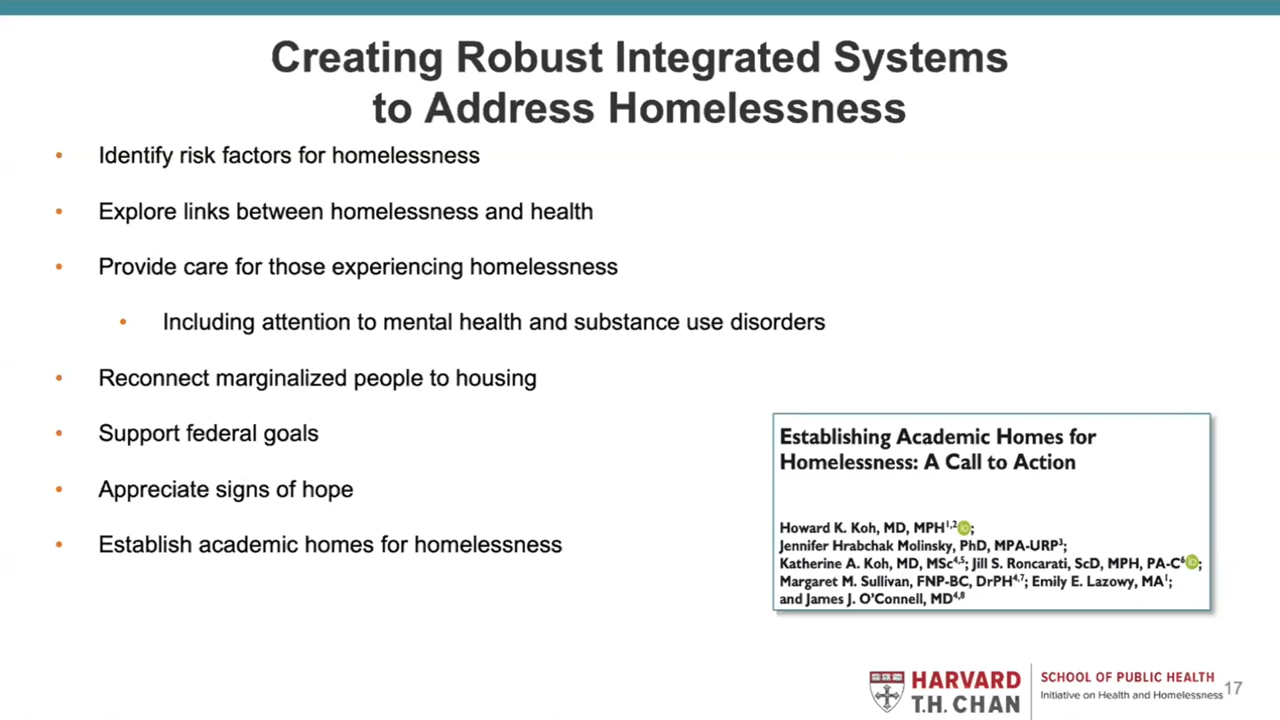 Creating Robust Integrated Systems
to Address Homelessness
• Identify risk factors for homelessness
• Explore links between homelessness and health
• Provide care for those experiencing homelessness
• Including attention to mental health and substance use disorders
• Reconnect marginalized people to housing
• Support federal goals
• Appreciate signs of hope
• Establish academic homes for homelessness
Establishing Academic Homes for
Homelessness: A Call to Action
Howard K. Koh, MD, MPH1,2 iD;
Jennifer Hrabchak Molinsky, PhD, MPA-URP3;
Katherine A. Koh, MD, MSc4,5; Jill S. Roncarati, ScD, MPH, PA-C6 iD;
Margaret M. Sullivan, FNP-BC, DrPH4,7; Emily E. Lazowy, MA1;
and James J. O'Connell, MD4,8
HARVARD
T.H. CHAN
SCHOOL OF PUBLIC HEALTH
Initiative on Health and Homelessness
17